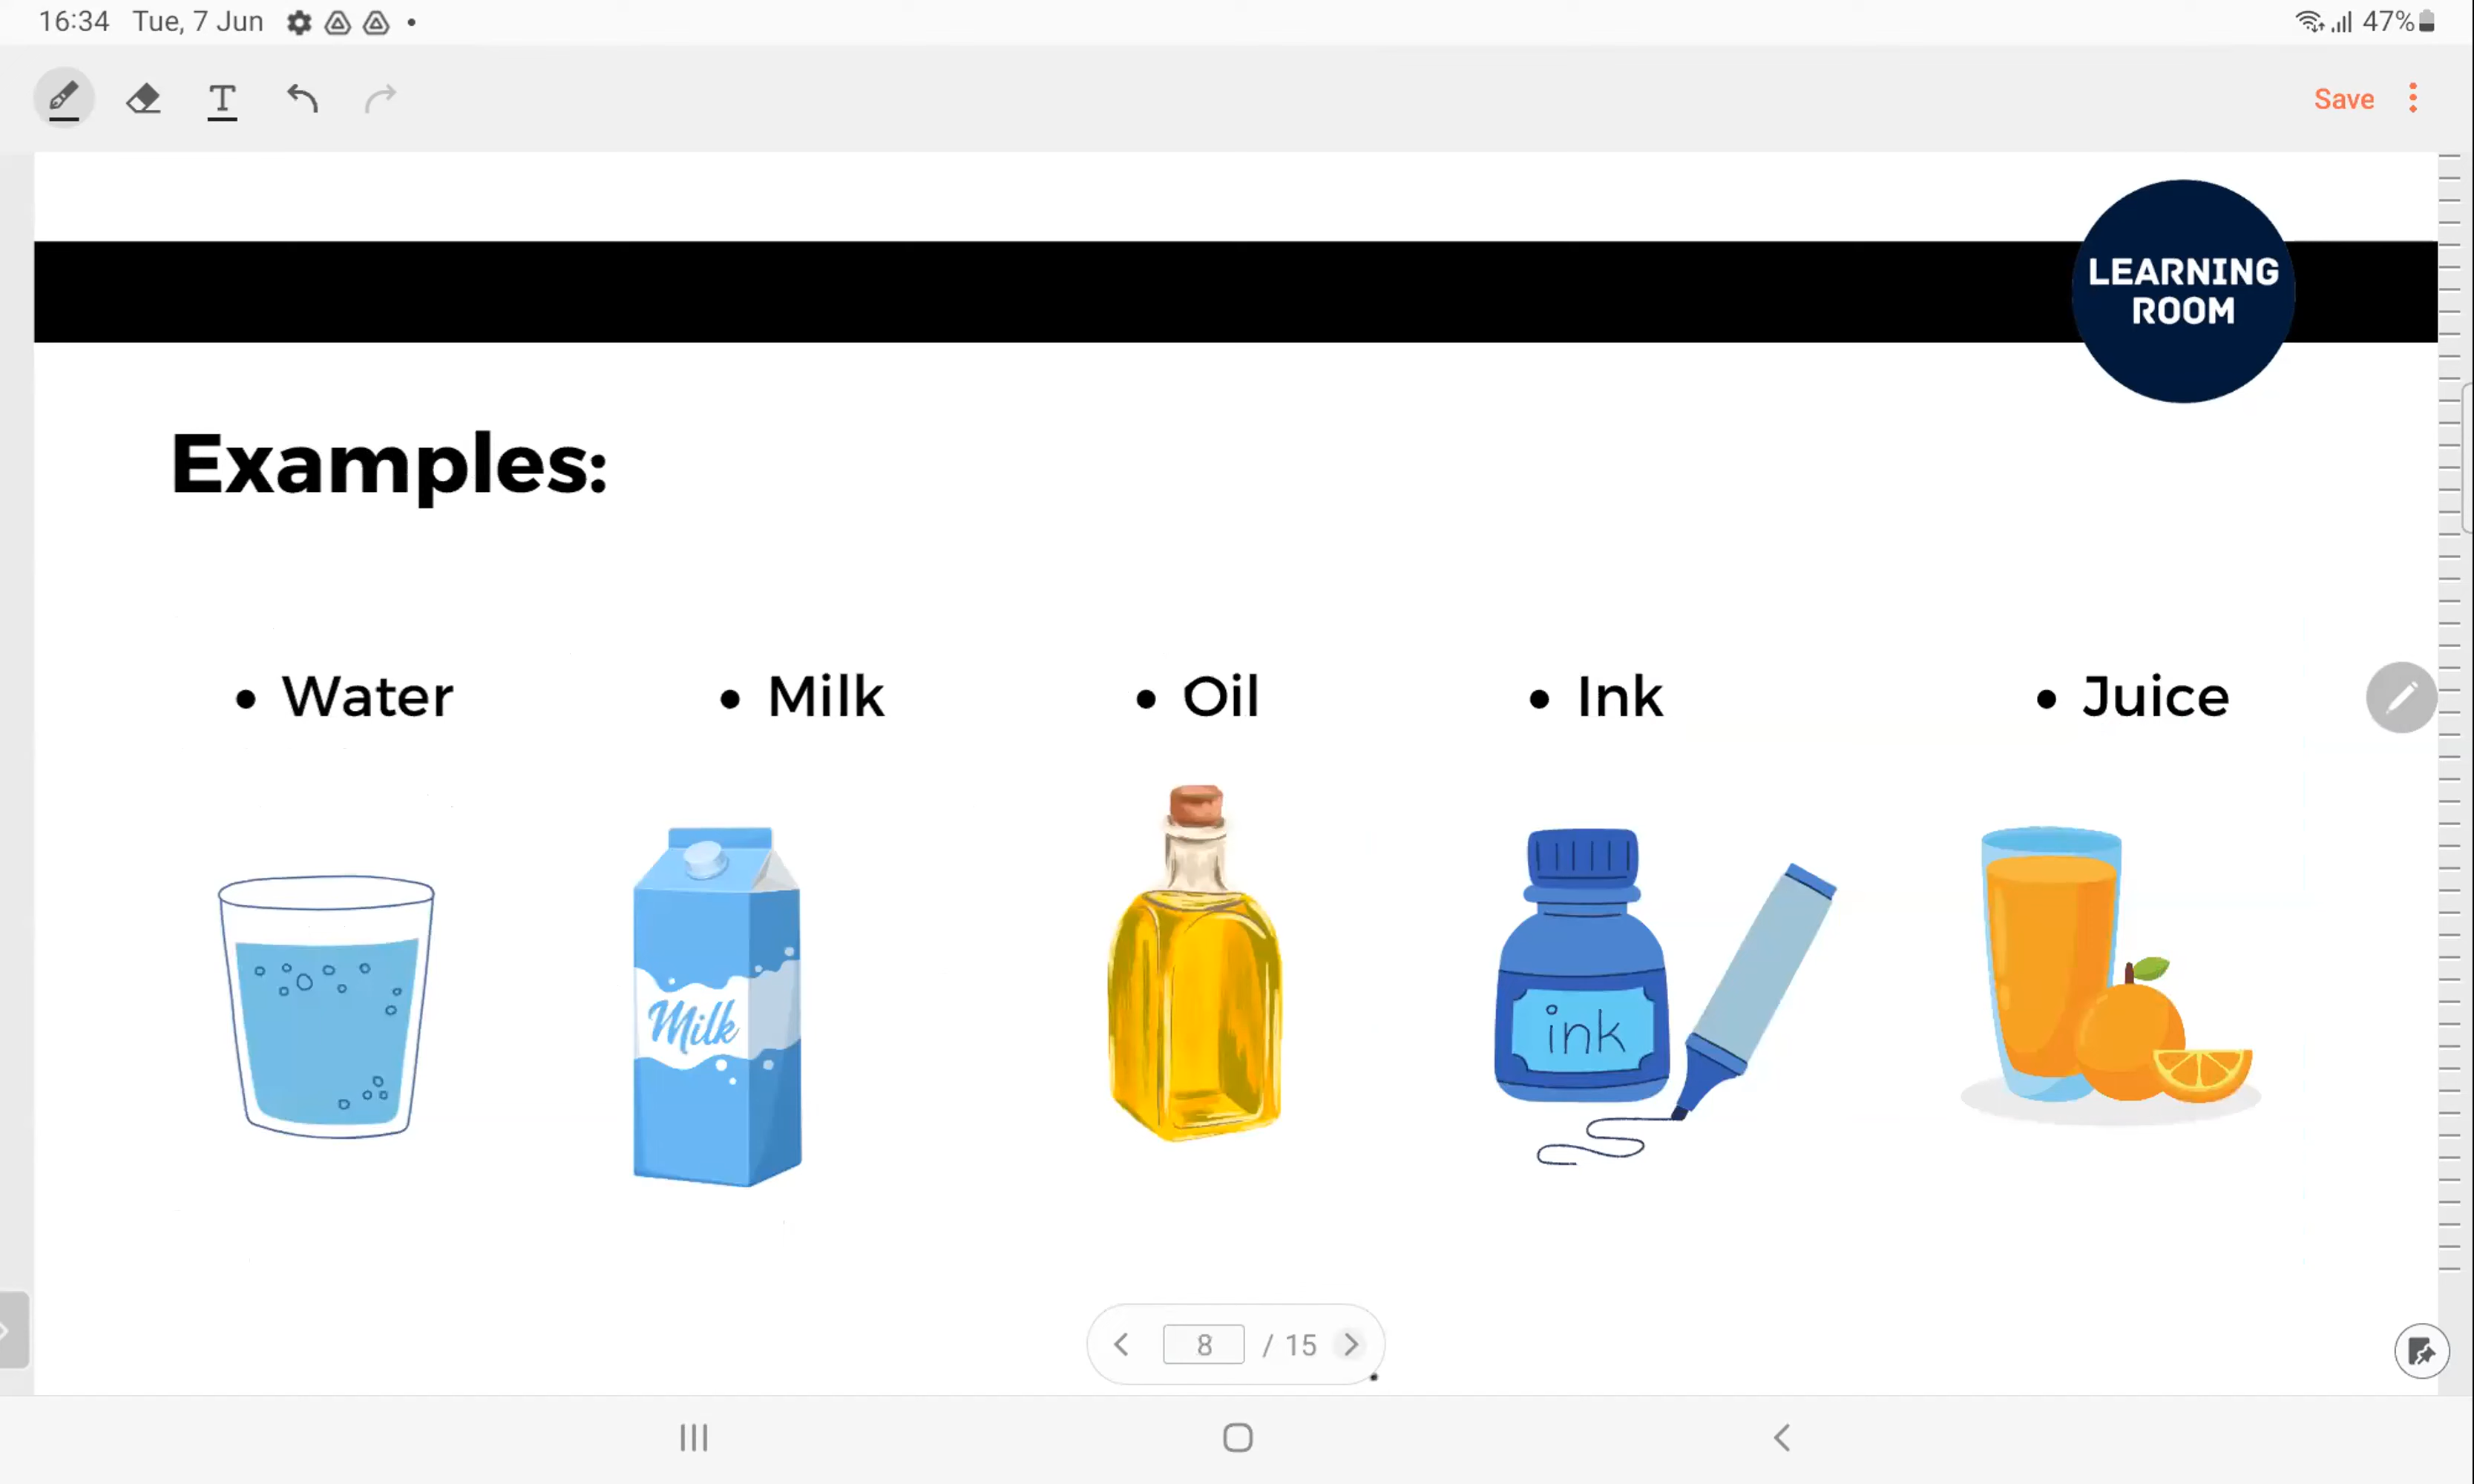 16:34 Tue, 7 Jun
47%
T
Save
LEARNING
ROOM
Examples:
• Water
• Milk
• Oil
• Ink
• Juice
Milk
ink
8 / 15